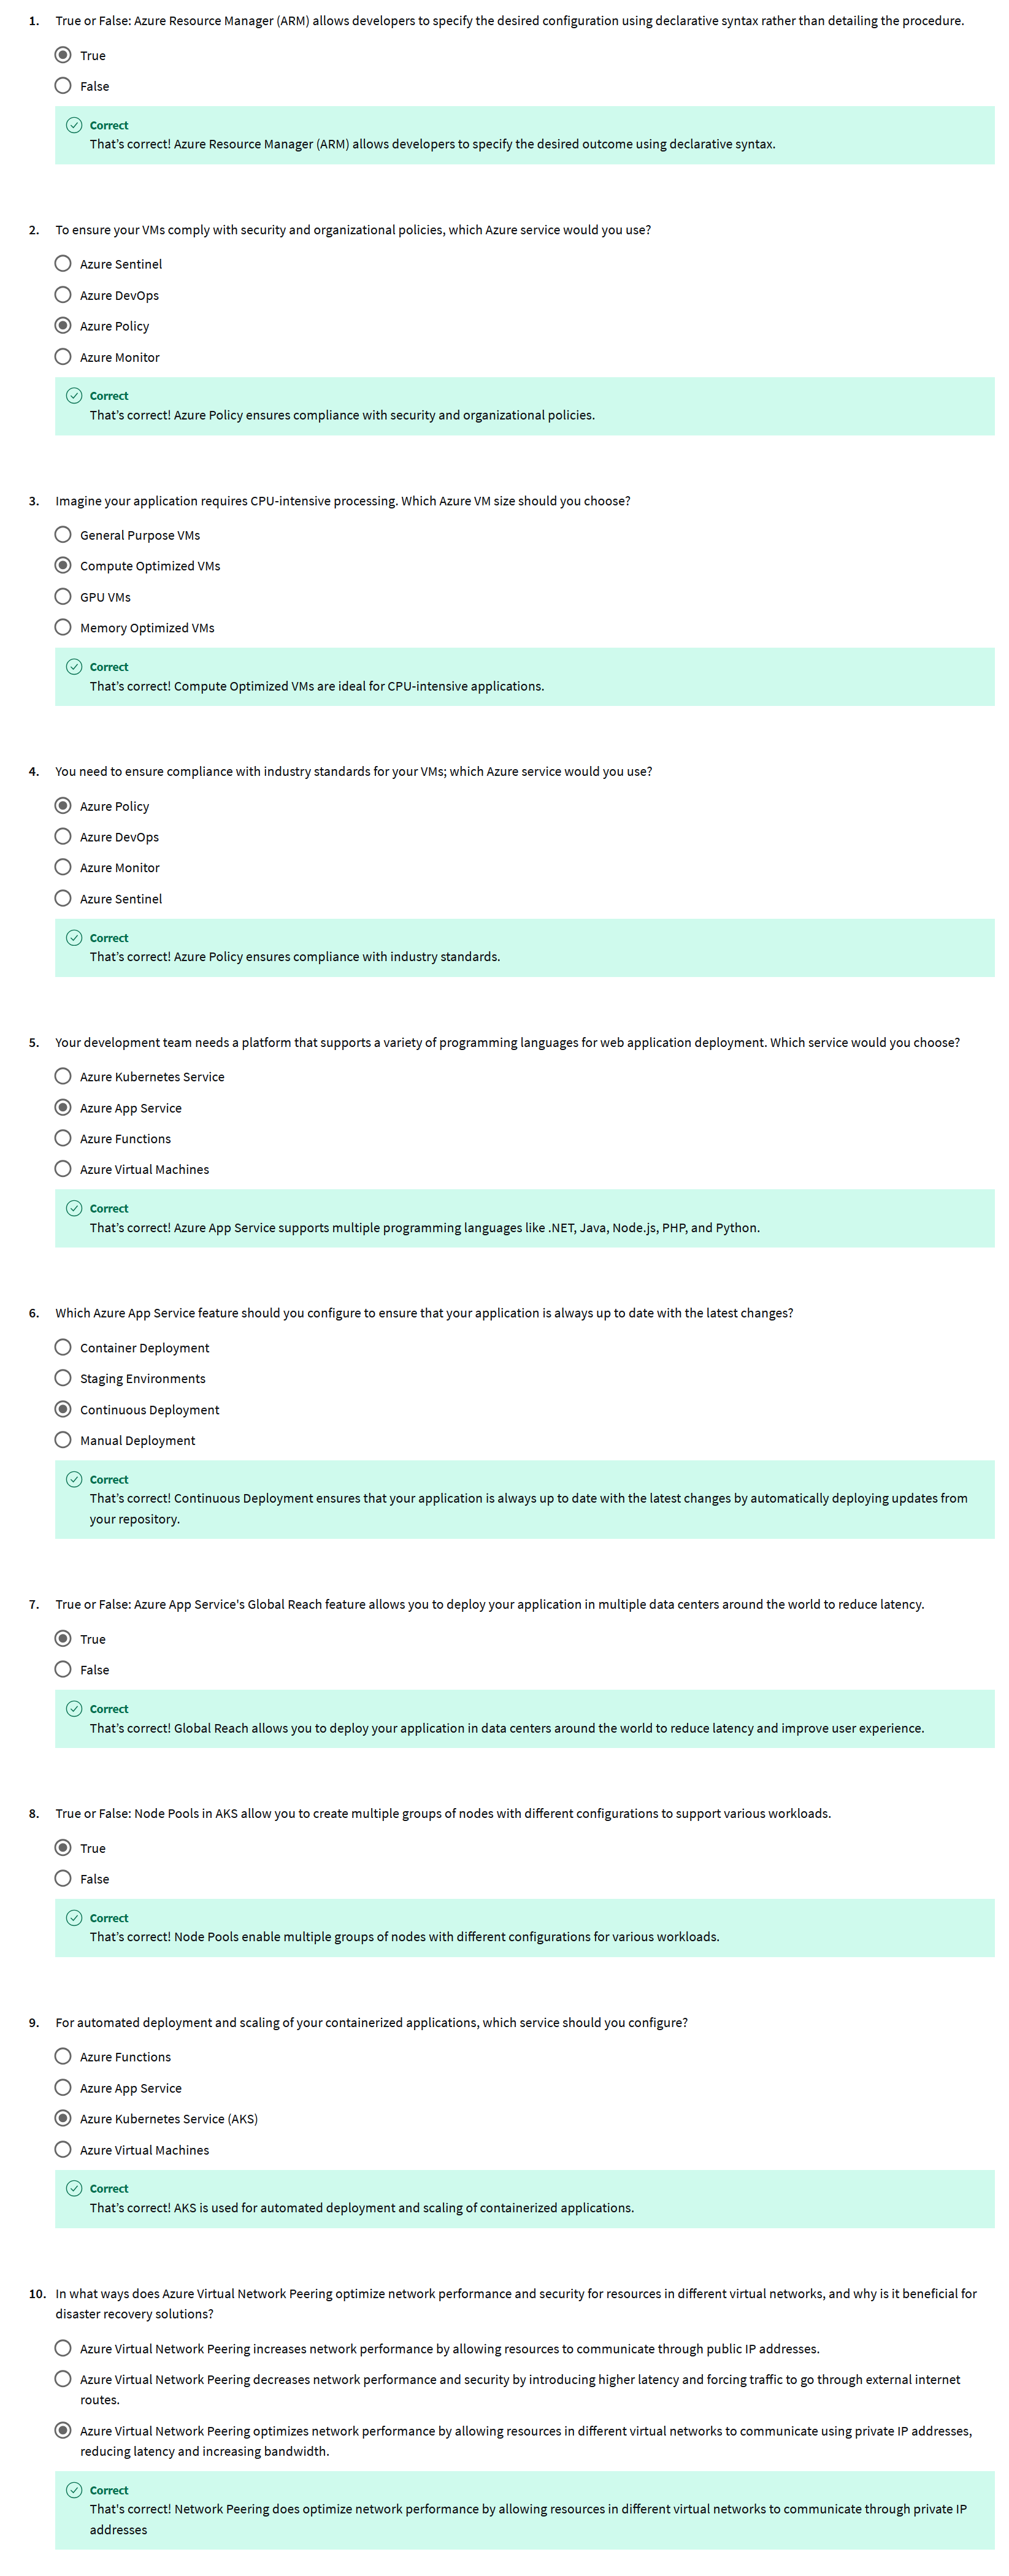 1. True or False: Azure Resource Manager (ARM) allows developers to specify the desired configuration using declarative syntax rather than detailing the procedure.
True
False
Correct
That's correct! Azure Resource Manager (ARM) allows developers to specify the desired outcome using declarative syntax.
2. To ensure your VMs comply with security and organizational policies, which Azure service would you use?
Azure Sentinel
Azure DevOps
Azure Policy
Azure Monitor
Correct
That's correct! Azure Policy ensures compliance with security and organizational policies.
3. Imagine your application requires CPU-intensive processing. Which Azure VM size should you choose?
General Purpose VMs
Compute Optimized VMs
GPU VMs
Memory Optimized VMs
Correct
That's correct! Compute Optimized VMs are ideal for CPU-intensive applications.
4. You need to ensure compliance with industry standards for your VMs; which Azure service would you use?
Azure Policy
Azure DevOps
Azure Monitor
Azure Sentinel
Correct
That's correct! Azure Policy ensures compliance with industry standards.
5. Your development team needs a platform that supports a variety of programming languages for web application deployment. Which service would you choose?
Azure Kubernetes Service
Azure App Service
Azure Functions
Azure Virtual Machines
Correct
That's correct! Azure App Service supports multiple programming languages like .NET, Java, Node.js, PHP, and Python.
6. Which Azure App Service feature should you configure to ensure that your application is always up to date with the latest changes?
Container Deployment
Staging Environments
Continuous Deployment
Manual Deployment
Correct
That's correct! Continuous Deployment ensures that your application is always up to date with the latest changes by automatically deploying updates from
your repository.
7. True or False: Azure App Service's Global Reach feature allows you to deploy your application in multiple data centers around the world to reduce latency.
True
False
Correct
That's correct! Global Reach allows you to deploy your application in data centers around the world to reduce latency and improve user experience.
8. True or False: Node Pools in AKS allow you to create multiple groups of nodes with different configurations to support various workloads.
True
False
Correct
That's correct! Node Pools enable multiple groups of nodes with different configurations for various workloads.
9. For automated deployment and scaling of your containerized applications, which service should you configure?
Azure Functions
Azure App Service
Azure Kubernetes Service (AKS)
Azure Virtual Machines
Correct
That's correct! AKS is used for automated deployment and scaling of containerized applications.
10. In what ways does Azure Virtual Network Peering optimize network performance and security for resources in different virtual networks, and why is it beneficial for
disaster recovery solutions?
Azure Virtual Network Peering increases network performance by allowing resources to communicate through public IP addresses.
Azure Virtual Network Peering decreases network performance and security by introducing higher latency and forcing traffic to go through external internet
routes.
Azure Virtual Network Peering optimizes network performance by allowing resources in different virtual networks to communicate using private IP addresses,
reducing latency and increasing bandwidth.
Correct
That's correct! Network Peering does optimize network performance by allowing resources in different virtual networks to communicate through private IP
addresses